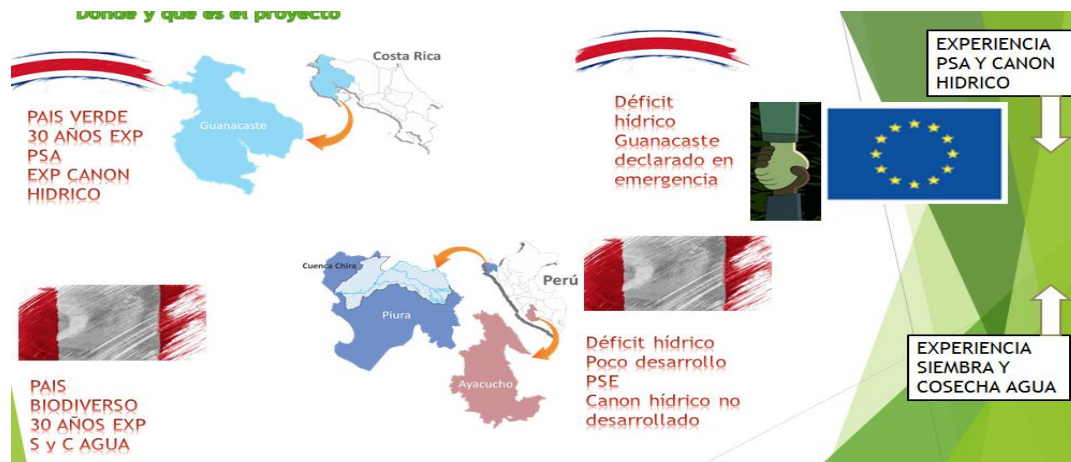 Donde y que es el proyecto
PAIS VERDE
30 AÑOS EXP
PSA
EXP CANON
HIDRICO
Guanacaste
Costa Rica
Déficit
hídrico
Guanacaste
declarado en
emergencia
EXPERIENCIA
PSA Y CANON
HIDRICO
PAIS
BIODIVERSO
30 AÑOS EXP
S y C AGUA
Cuenca Chira
Piura
Ayacucho
Perú
Déficit hídrico
Poco desarrollo
PSE
Canon hídrico no
desarrollado
EXPERIENCIA
SIEMBRA Y
COSECHA AGUA